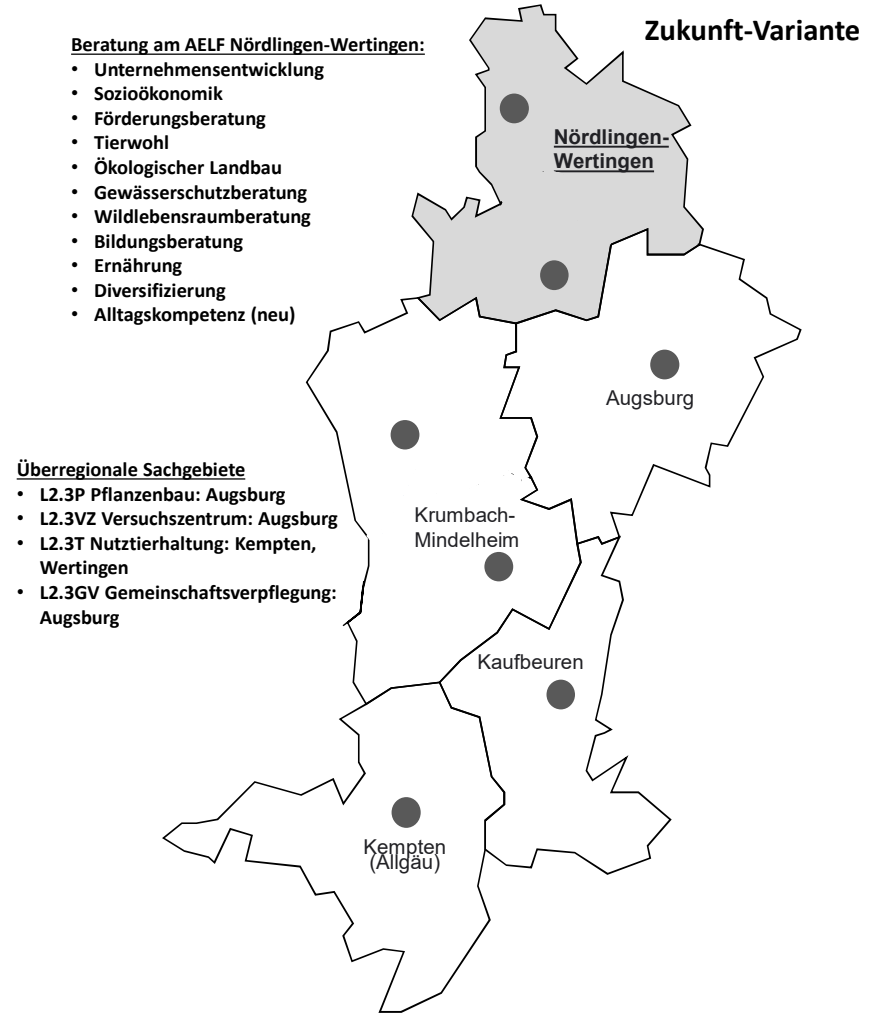 Zukunft-Variante
Beratung am AELF Nördlingen-Wertingen:
• Unternehmensentwicklung
• Sozioökonomik
• Förderungsberatung
• Tierwohl
• Ökologischer Landbau
• Gewässerschutzberatung
• Wildlebensraumberatung
• Bildungsberatung
• Ernährung
• Diversifizierung
• Alltagskompetenz (neu)
Nördlingen-
Wertingen
Augsburg
Überregionale Sachgebiete
• L2.3P Pflanzenbau: Augsburg
• L2.3VZ Versuchszentrum: Augsburg
• L2.3T Nutztierhaltung: Kempten,
Wertingen
• L2.3GV Gemeinschaftsverpflegung:
Augsburg
Krumbach-
Mindelheim
Kaufbeuren
Kempten
(Allgäu)